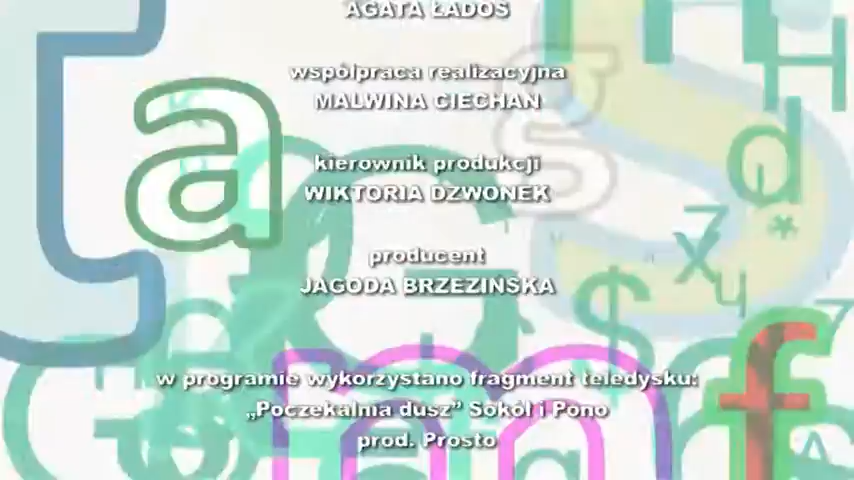 AGATA ŁADOS
współpraca realizacyjna
MALWINA CIECHAN
kierownik produkcji
WIKTORIA DZWONEK
producent
JAGODA BRZEZIŃSKA
w programie wykorzystano fragment teledysku:
„Poczekalnia dusz” Sokół i Pono
prod. Prosto